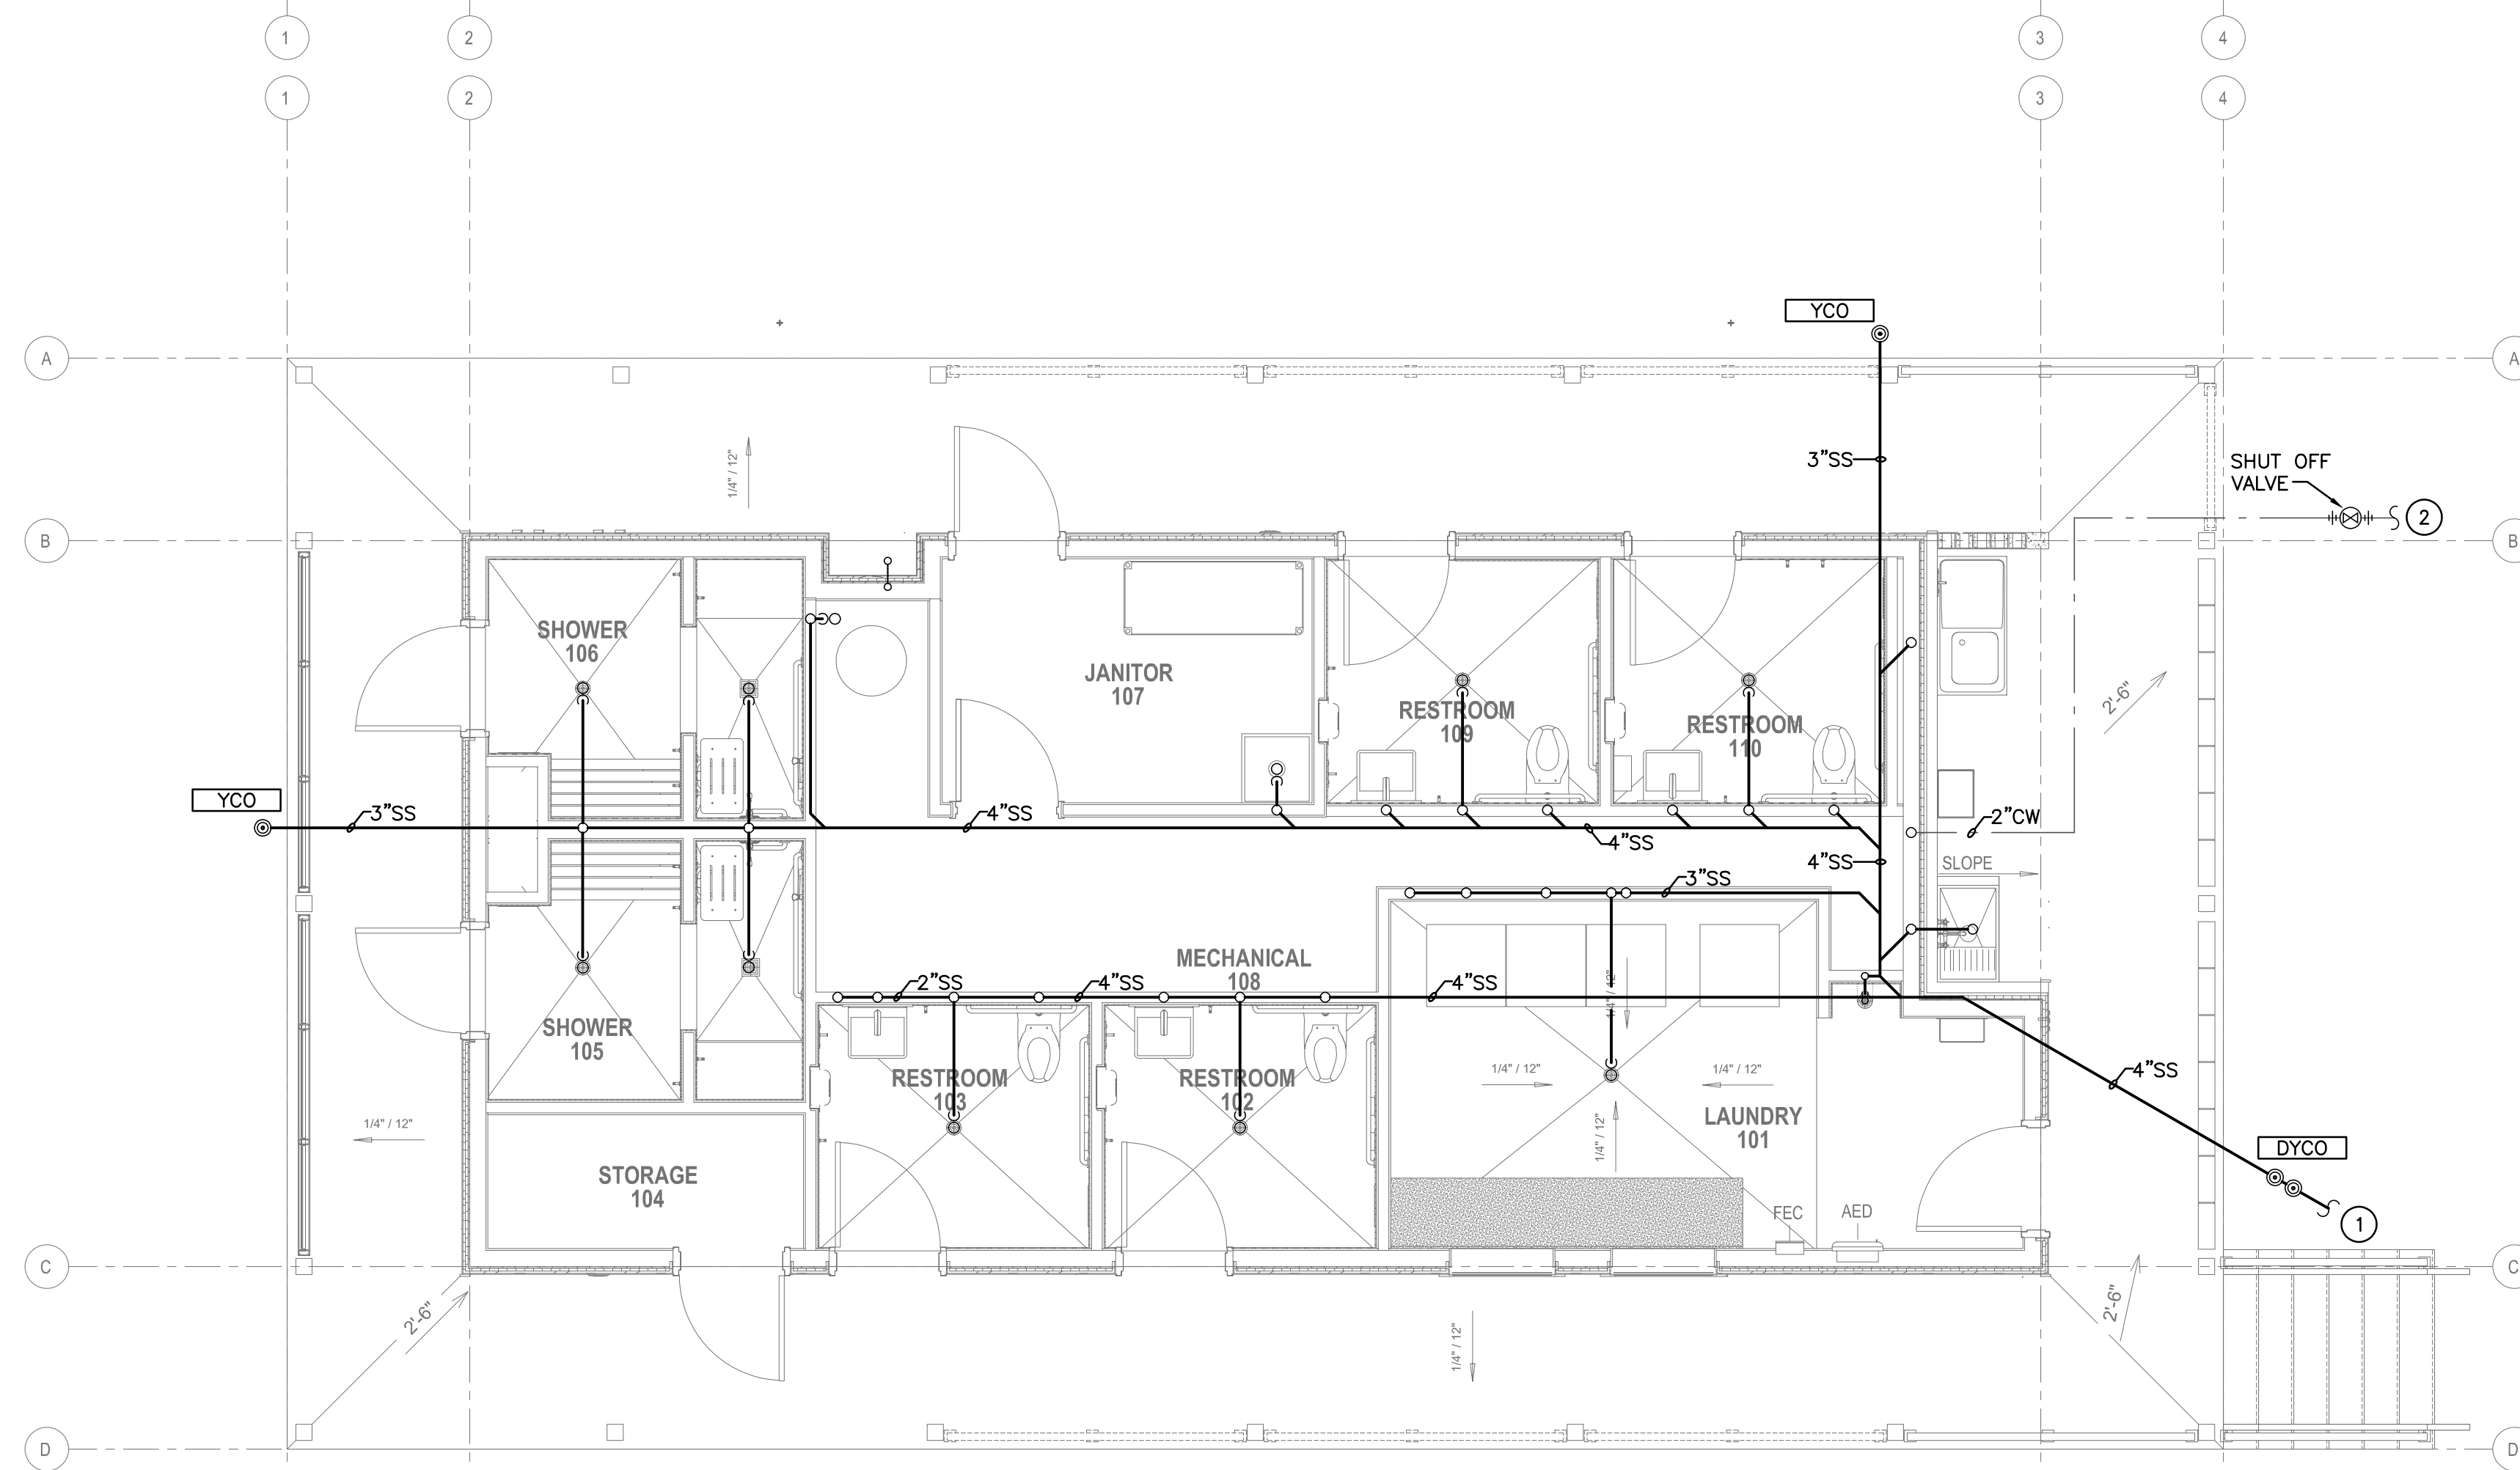 1
2
3
4
1
2
3
4
YCO
A
A
1/4" / 12"
3"SS
SHUT OFF
VALVE
2
B
B
SHOWER
106
JANITOR
107
RESTROOM
109
RESTROOM
110
2'-6"
YCO
3"SS
4"SS
4"SS
2"CW
4"SS
SLOPE
3"SS
MECHANICAL
108
2"SS
4"SS
4"SS
1/4" / 12"
SHOWER
105
RESTROOM
103
RESTROOM
102
1/4" / 12"
1/4" / 12"
4"SS
LAUNDRY
101
1/4" / 12"
1/4" / 12"
DYCO
STORAGE
104
FEC
AED
1
C
C
2'-6"
2'-6"
1/4" / 12"
D
D